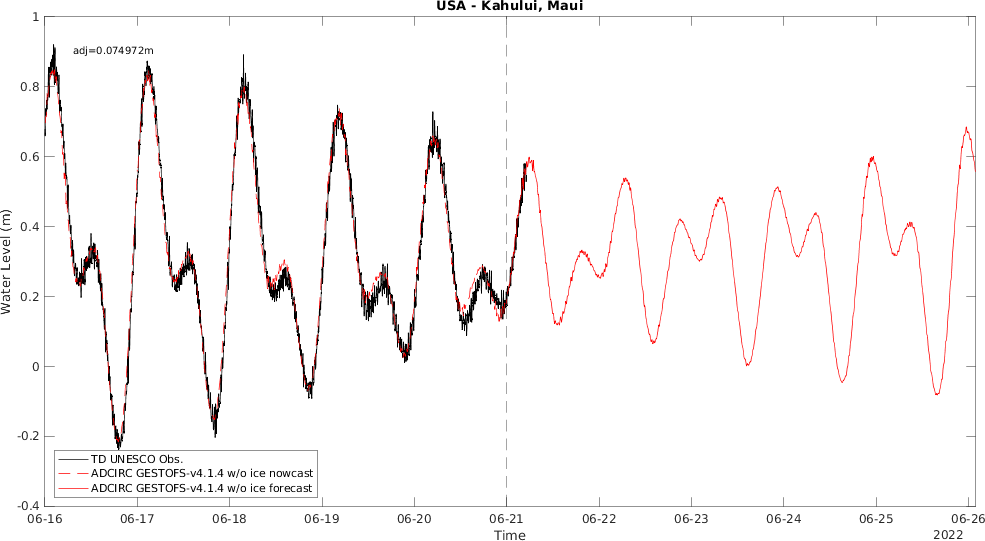 USA - Kahului, Maui
adj=0.074972m
Water Level (m)
1
0.8
0.6
0.4
0.2
0
-0.2
-0.4
TD UNESCO Obs.
ADCIRC GESTOFS-v4.1.4 w/o ice nowcast
ADCIRC GESTOFS-v4.1.4 w/o ice forecast
06-16 06-17 06-18 06-19 06-20 06-21 06-22 06-23 06-24 06-25 06-26
Time
2022